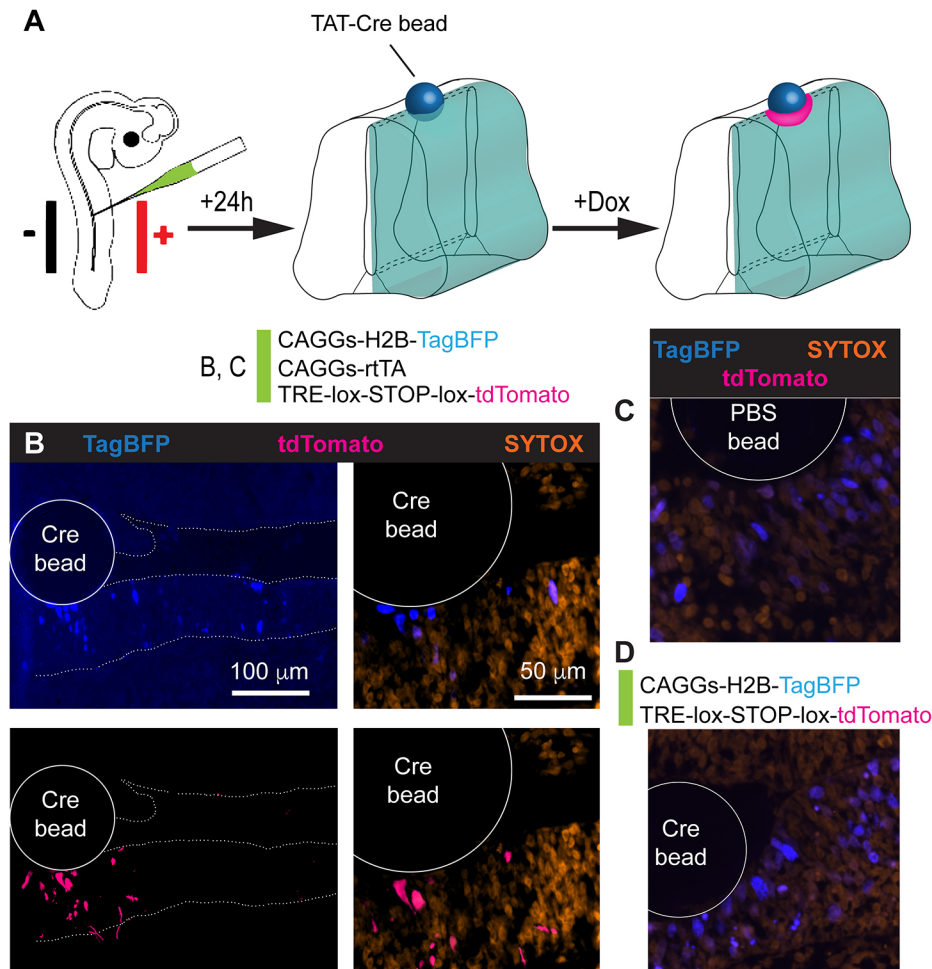 A
TAT-Cre bead
+24h
+Dox
-
+
B, C
CAGGs-H2B-TagBFP
CAGGs-rtTA
TRE-lox-STOP-lox-tdTomato
B
TagBFP tdTomato SYTOX
Cre
bead
100 μm
Cre
bead
50 μm
Cre
bead
Cre
bead
TagBFP SYTOX
tdTomato
C
PBS
bead
D
CAGGs-H2B-TagBFP
TRE-lox-STOP-lox-tdTomato
Cre
bead